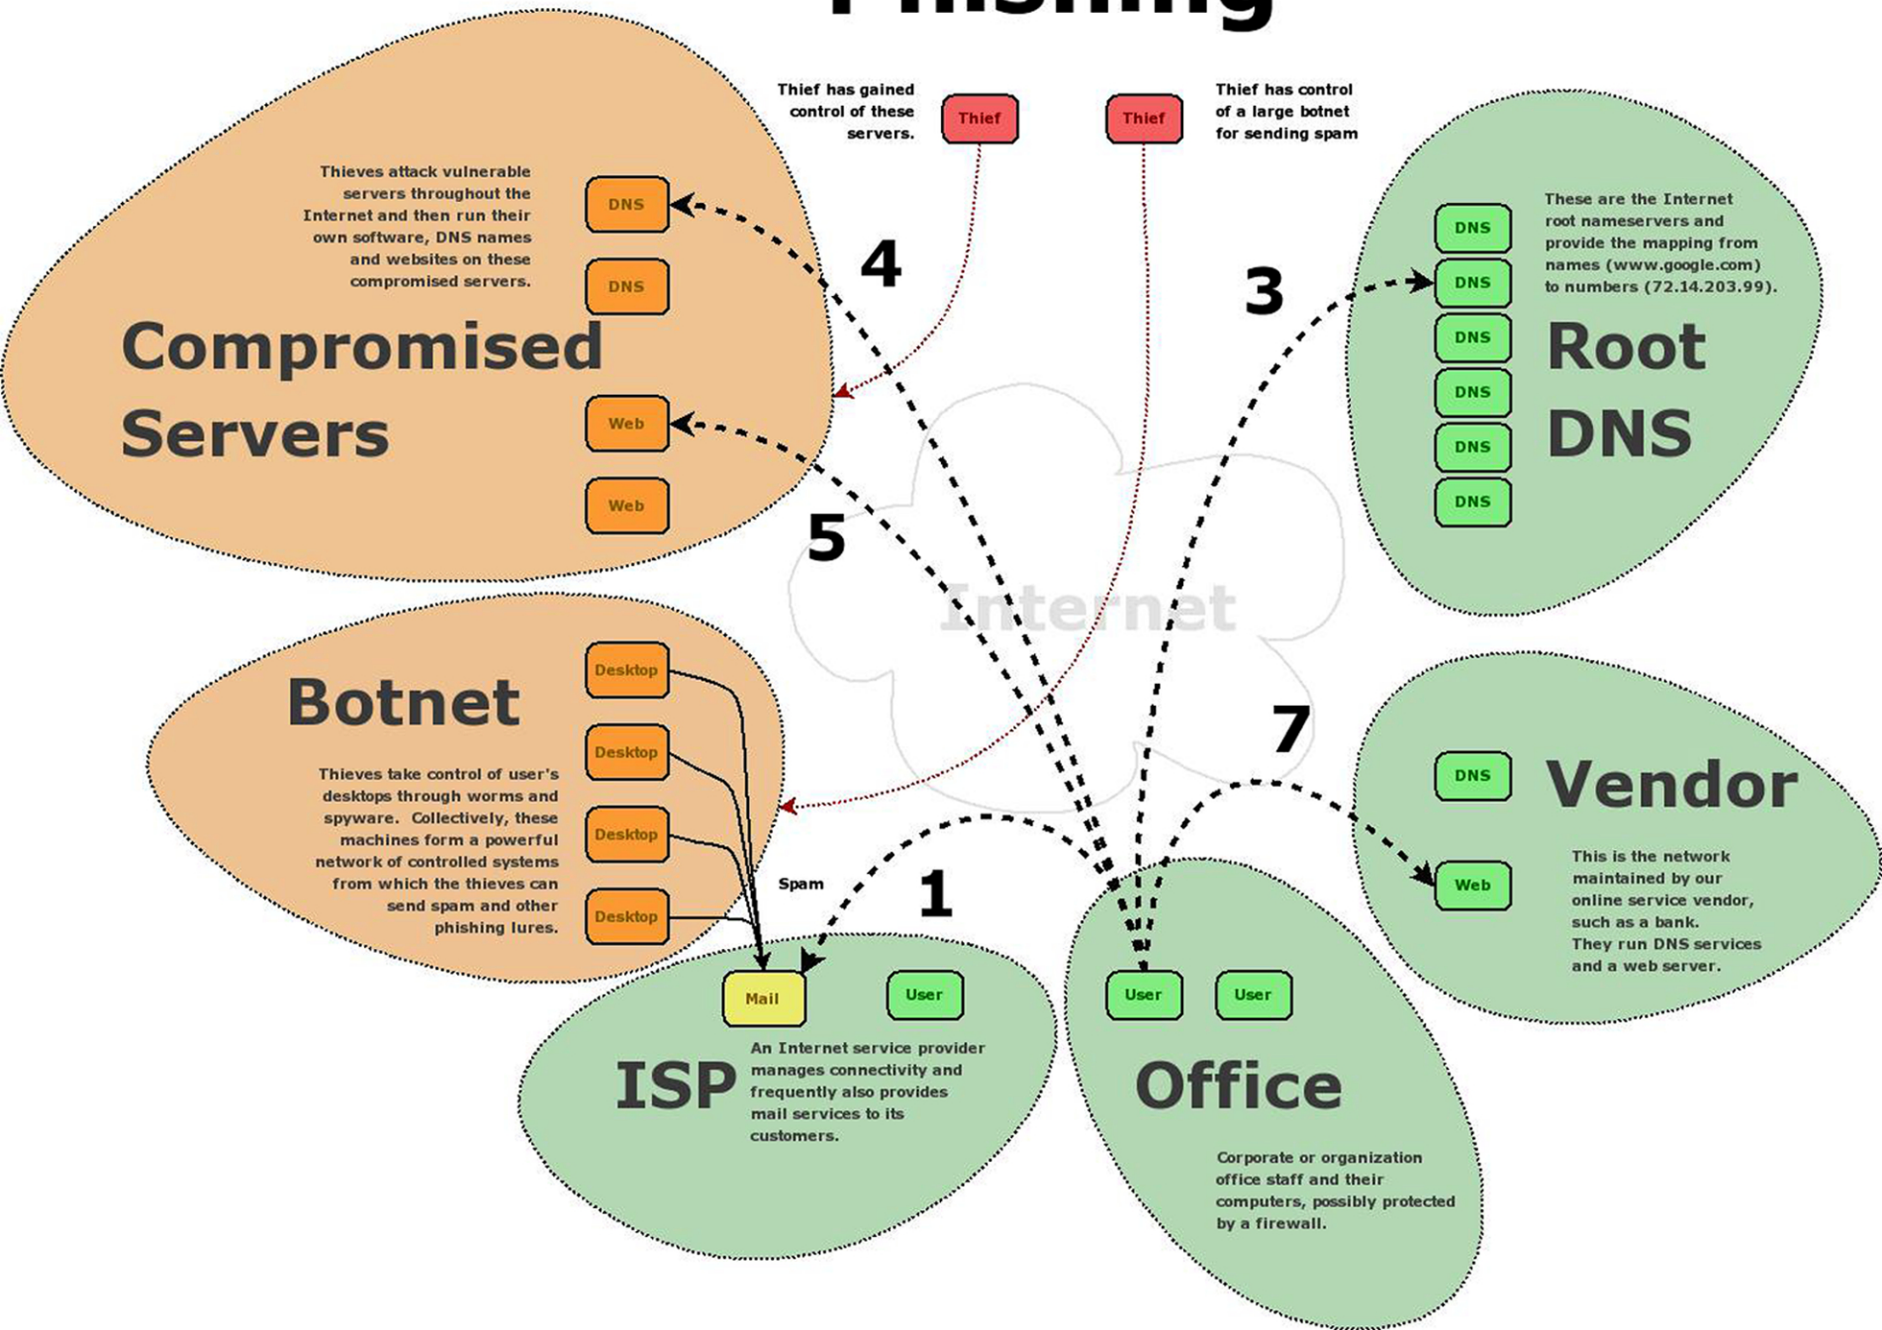 Phishing
Thief has gained
control of these
servers.
Thief
Thief
Thief has control
of a large botnet
for sending spam
Thieves attack vulnerable
servers throughout the
Internet and then run their
own software, DNS names
and websites on these
compromised servers.
DNS
DNS
Compromised
Servers
Web
Web
4
5
3
These are the Internet
root nameservers and
provide the mapping from
names (www.google.com)
to numbers (72.14.203.99).
DNS
DNS
DNS
DNS
DNS
DNS
Root
DNS
Internet
Botnet
Desktop
Desktop
Desktop
Desktop
Thieves take control of user's
desktops through worms and
spyware. Collectively, these
machines form a powerful
network of controlled systems
from which the thieves can
send spam and other
phishing lures.
Spam
1
7
DNS
Vendor
Web
This is the network
maintained by our
online service vendor,
such as a bank.
They run DNS services
and a web server.
Mail
User
ISP
An Internet service provider
manages connectivity and
frequently also provides
mail services to its
customers.
User
User
Office
Corporate or organization
office staff and their
computers, possibly protected
by a firewall.